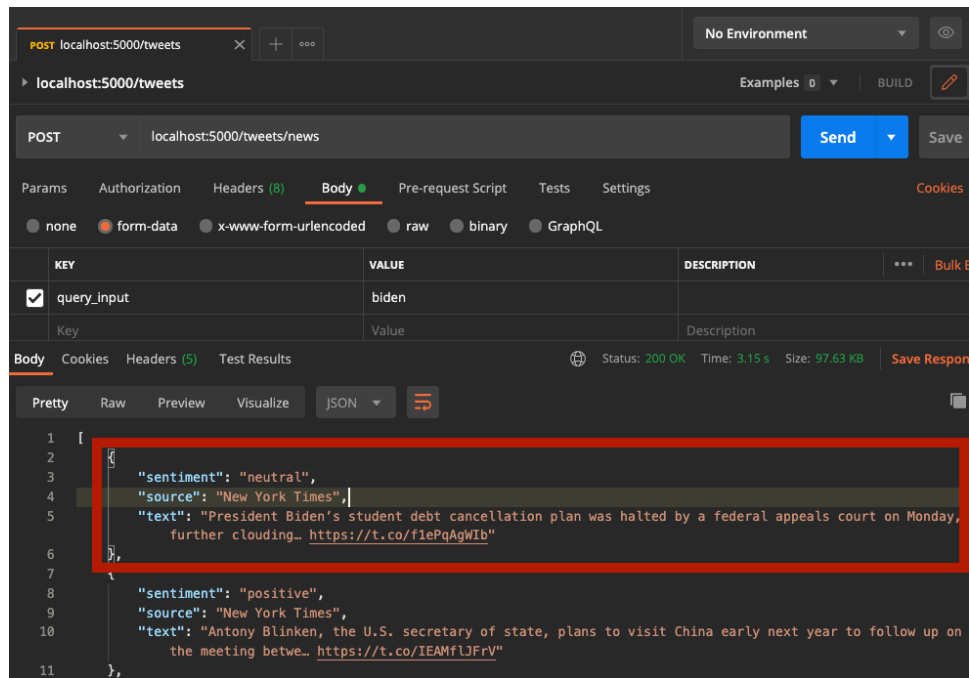 POST localhost:5000/tweets
No Environment
localhost:5000/tweets
Examples 0
BUILD
POST localhost:5000/tweets/news
Send
Save
Params Authorization Headers (8) Body Pre-request Script Tests Settings Cookies
none form-data x-www-form-urlencoded raw binary GraphQL
KEY VALUE DESCRIPTION ••• Bulk E
query_input biden
Key Value Description
Body Cookies Headers (5) Test Results Status: 200 OK Time: 3.15 s Size: 97.63 KB Save Respon
Pretty Raw Preview Visualize JSON
1 [
2 {
3 "sentiment": "neutral",
4 "source": "New York Times",
5 "text": "President Biden’s student debt cancellation plan was halted by a federal appeals court on Monday,
further clouding… https://t.co/f1ePqAgWIb"
6 },
7 {
8 "sentiment": "positive",
9 "source": "New York Times",
10 "text": "Antony Blinken, the U.S. secretary of state, plans to visit China early next year to follow up on
the meeting betwe… https://t.co/IEAMflJFrV"
11 },